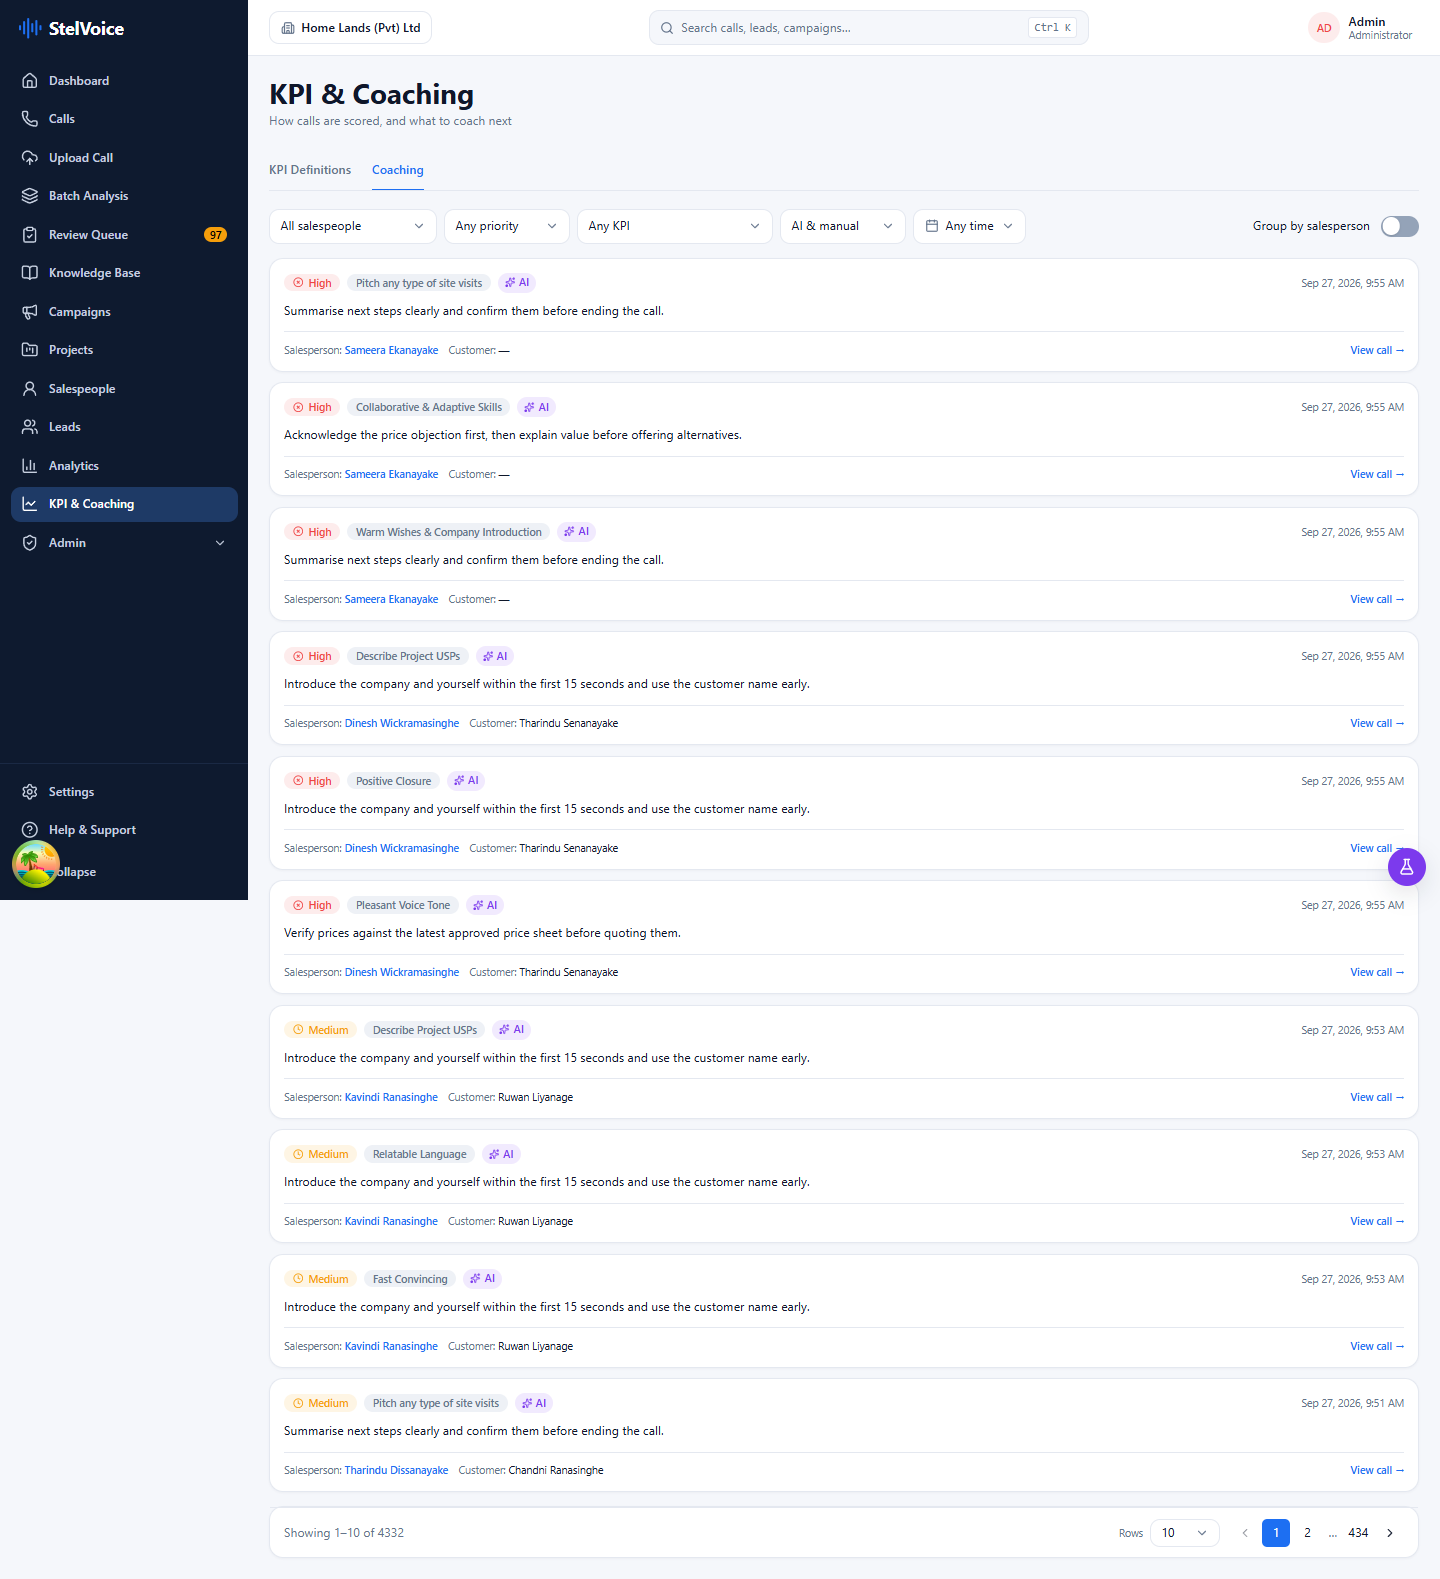 StelVoice
Home Lands (Pvt) Ltd
Search calls, leads, campaigns...
Ctrl K
AD
Admin
Administrator
Dashboard
Calls
Upload Call
Batch Analysis
Review Queue 97
Knowledge Base
Campaigns
Projects
Salespeople
Leads
Analytics
KPI & Coaching
Admin
Settings
Help & Support
ollapse
KPI & Coaching
How calls are scored, and what to coach next
KPI Definitions Coaching
All salespeople Any priority Any KPI AI & manual Any time Group by salesperson
High Pitch any type of site visits AI Sep 27, 2026, 9:55 AM
Summarise next steps clearly and confirm them before ending the call.
Salesperson: Sameera Ekanayake Customer: — View call →
High Collaborative & Adaptive Skills AI Sep 27, 2026, 9:55 AM
Acknowledge the price objection first, then explain value before offering alternatives.
Salesperson: Sameera Ekanayake Customer: — View call →
High Warm Wishes & Company Introduction AI Sep 27, 2026, 9:55 AM
Summarise next steps clearly and confirm them before ending the call.
Salesperson: Sameera Ekanayake Customer: — View call →
High Describe Project USPs AI Sep 27, 2026, 9:55 AM
Introduce the company and yourself within the first 15 seconds and use the customer name early.
Salesperson: Dinesh Wickramasinghe Customer: Tharindu Senanayake View call →
High Positive Closure AI Sep 27, 2026, 9:55 AM
Introduce the company and yourself within the first 15 seconds and use the customer name early.
Salesperson: Dinesh Wickramasinghe Customer: Tharindu Senanayake View call →
High Pleasant Voice Tone AI Sep 27, 2026, 9:55 AM
Verify prices against the latest approved price sheet before quoting them.
Salesperson: Dinesh Wickramasinghe Customer: Tharindu Senanayake View call →
Medium Describe Project USPs AI Sep 27, 2026, 9:53 AM
Introduce the company and yourself within the first 15 seconds and use the customer name early.
Salesperson: Kavindi Ranasinghe Customer: Ruwan Liyanage View call →
Medium Relatable Language AI Sep 27, 2026, 9:53 AM
Introduce the company and yourself within the first 15 seconds and use the customer name early.
Salesperson: Kavindi Ranasinghe Customer: Ruwan Liyanage View call →
Medium Fast Convincing AI Sep 27, 2026, 9:53 AM
Introduce the company and yourself within the first 15 seconds and use the customer name early.
Salesperson: Kavindi Ranasinghe Customer: Ruwan Liyanage View call →
Medium Pitch any type of site visits AI Sep 27, 2026, 9:51 AM
Summarise next steps clearly and confirm them before ending the call.
Salesperson: Tharindu Dissanayake Customer: Chandni Ranasinghe View call →
Showing 1–10 of 4332 Rows 10 ‹ 1 2 ... 434 ›